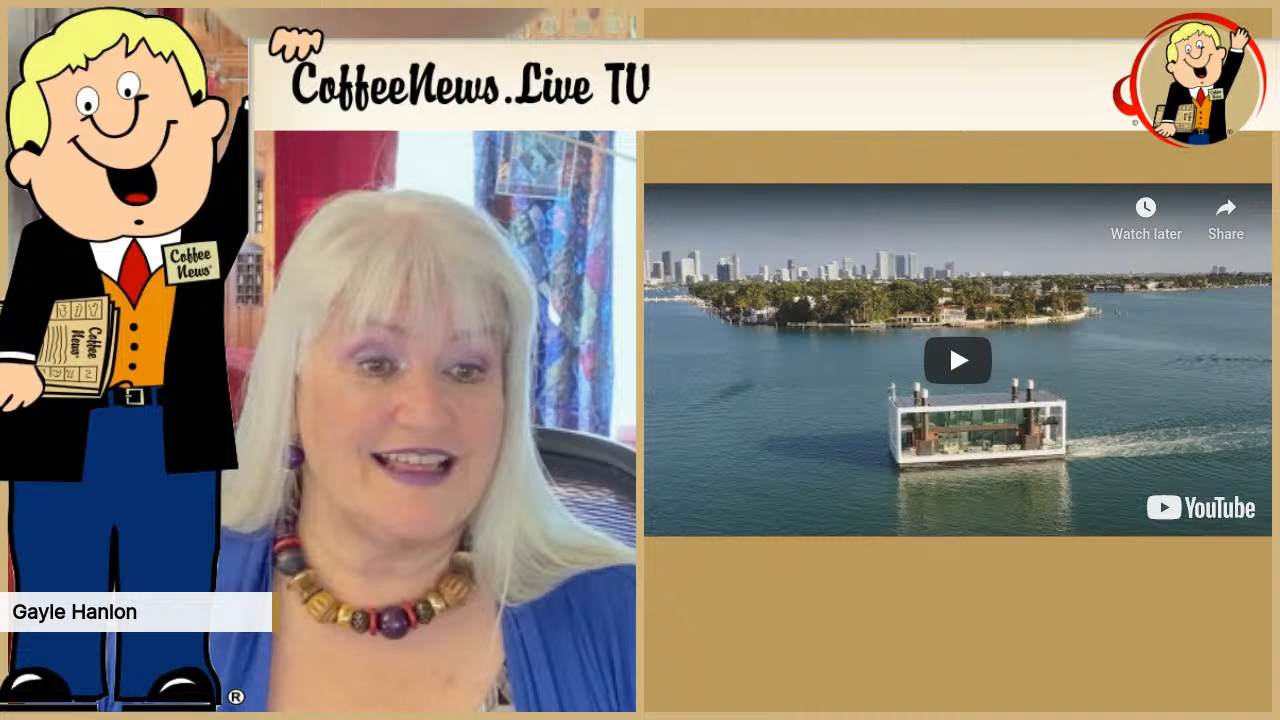 CoffeeNews.Live TV
Coffee
News
Coffee
News
Watch later
Share
YouTube
Gayle Hanlon
®